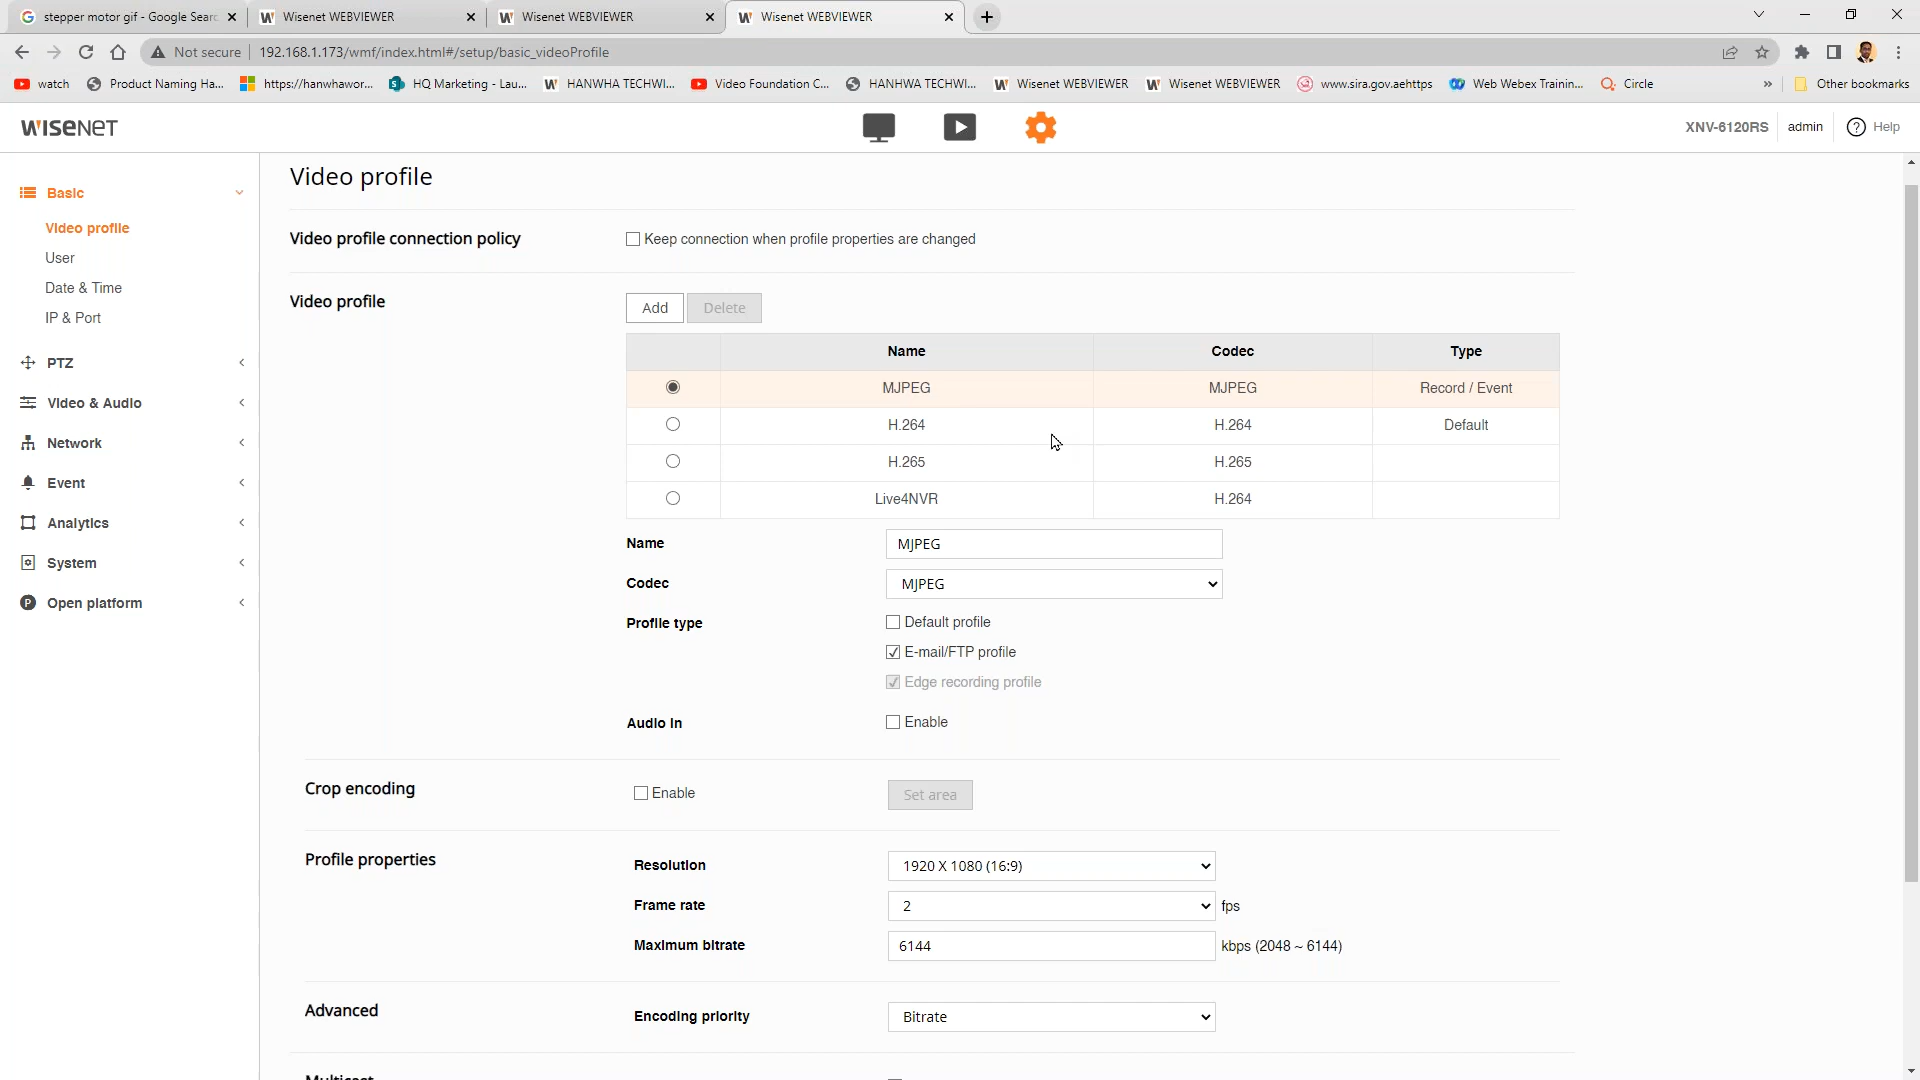 stepper motor gif - Google Searc
Wisenet WEBVIEWER
Wisenet WEBVIEWER
Wisenet WEBVIEWER
Not secure 192.168.1.173/wmf/index.html#/setup/basic_videoProfile
watch
Product Naming Ha...
https://hanwhawor...
HQ Marketing - Lau...
HANWHA TECHWI...
Video Foundation C...
HANHWA TECHWI...
Wisenet WEBVIEWER
Wisenet WEBVIEWER
www.sira.gov.aehttps
Web Webex Trainin...
Circle
»
Other bookmarks
WISENET
XNV-6120RS
admin
? Help
Basic
Video profile
User
Date & Time
IP & Port
PTZ
Video & Audio
Network
Event
Analytics
System
P Open platform
Video profile
Video profile connection policy
Keep connection when profile properties are changed
Video profile
Add
Delete
Name Codec Type
MJPEG MJPEG Record / Event
H.264 H.264 Default
H.265 H.265
Live4NVR H.264
Name MJPEG
Codec MJPEG
Profile type Default profile
E-mail/FTP profile
Edge recording profile
Audio in Enable
Crop encoding Enable Set area
Profile properties Resolution 1920 X 1080 (16:9)
Frame rate 2 fps
Maximum bitrate 6144 kbps (2048 ~ 6144)
Advanced Encoding priority Bitrate